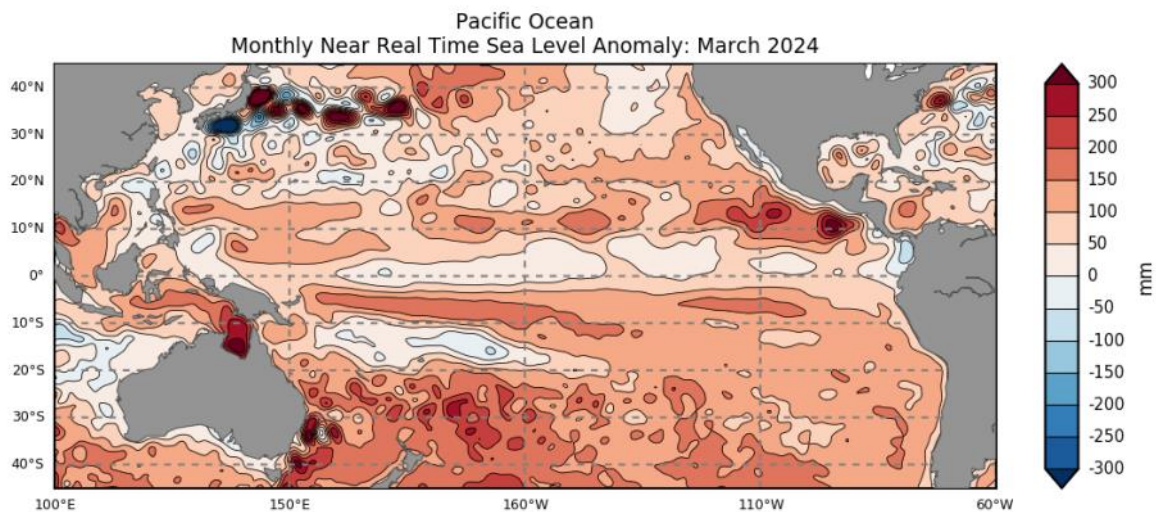 Pacific Ocean
Monthly Near Real Time Sea Level Anomaly: March 2024
40°N
30°N
20°N
10°N
0°
10°S
20°S
30°S
40°S
100°E
150°E
160°W
110°W
60°W
300
250
200
150
100
50
0
-50
-100
-150
-200
-250
-300
mm